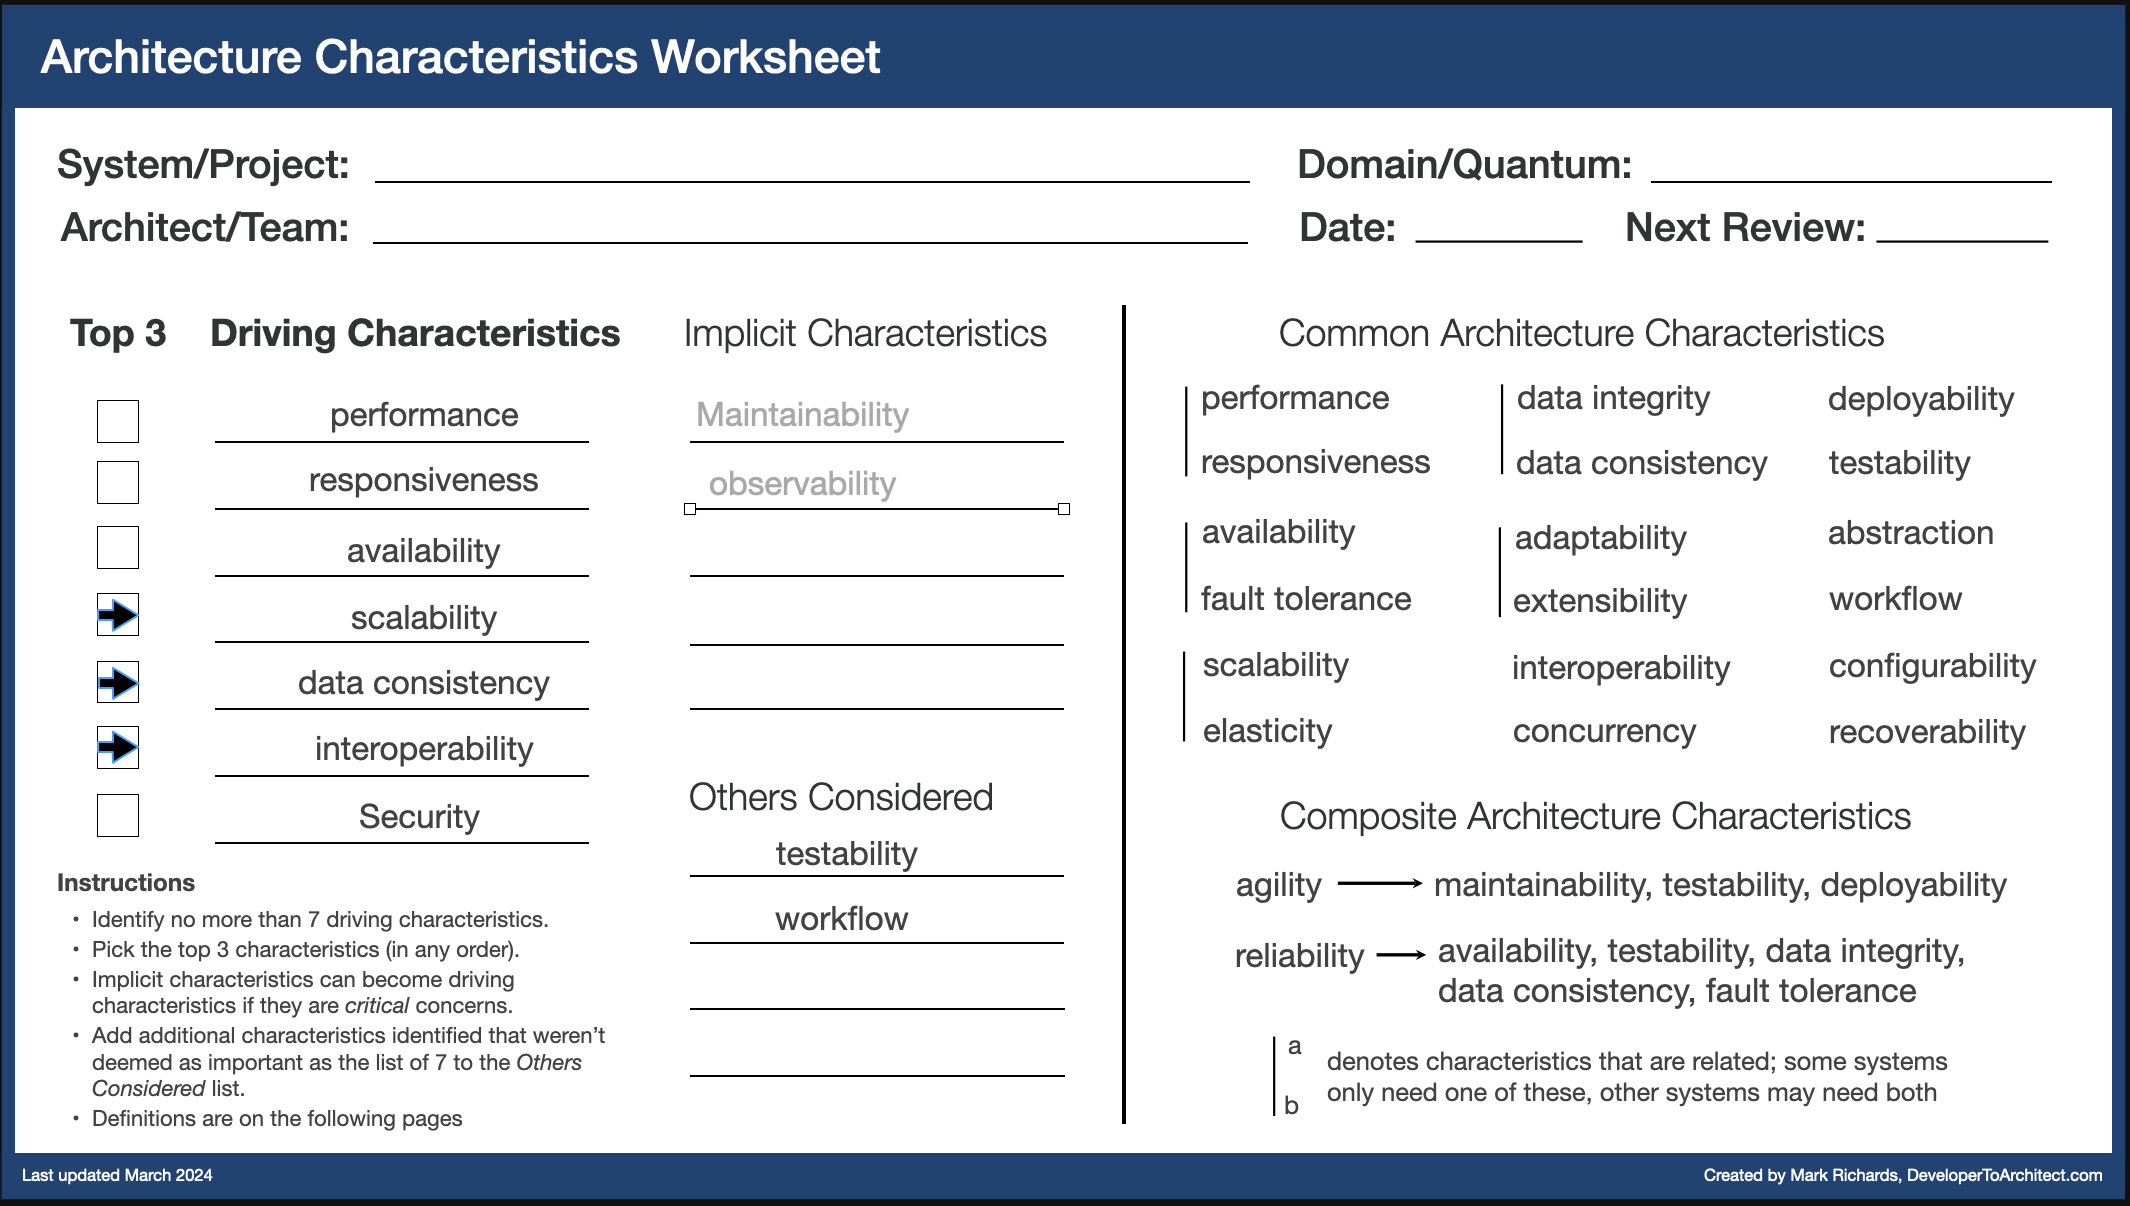 Architecture Characteristics Worksheet
System/Project:
Domain/Quantum:
Architect/Team:
Date:
Next Review:
Top 3
Driving Characteristics
performance
responsiveness
availability
scalability
data consistency
interoperability
Security
Instructions
• Identify no more than 7 driving characteristics.
• Pick the top 3 characteristics (in any order).
• Implicit characteristics can become driving
characteristics if they are critical concerns.
• Add additional characteristics identified that weren’t
deemed as important as the list of 7 to the Others
Considered list.
• Definitions are on the following pages
Implicit Characteristics
Maintainability
observability
Others Considered
testability
workflow
Common Architecture Characteristics
performance
responsiveness
availability
fault tolerance
scalability
elasticity
data integrity
data consistency
adaptability
extensibility
interoperability
concurrency
deployability
testability
abstraction
workflow
configurability
recoverability
Composite Architecture Characteristics
agility
maintainability, testability, deployability
reliability
availability, testability, data integrity,
data consistency, fault tolerance
a
b
denotes characteristics that are related; some systems
only need one of these, other systems may need both
Last updated March 2024
Created by Mark Richards, DeveloperToArchitect.com